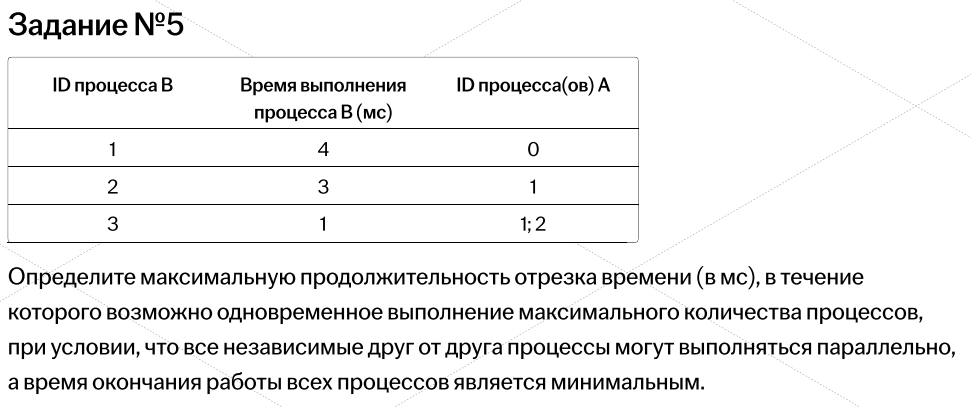 Задание №5
ID процесса B Время выполнения процесса B (мс) ID процесса(ов) A
1 4 0
2 3 1
3 1 1; 2
Определите максимальную продолжительность отрезка времени (в мс), в течение
которого возможно одновременное выполнение максимального количества процессов,
при условии, что все независимые друг от друга процессы могут выполняться параллельно,
а время окончания работы всех процессов является минимальным.